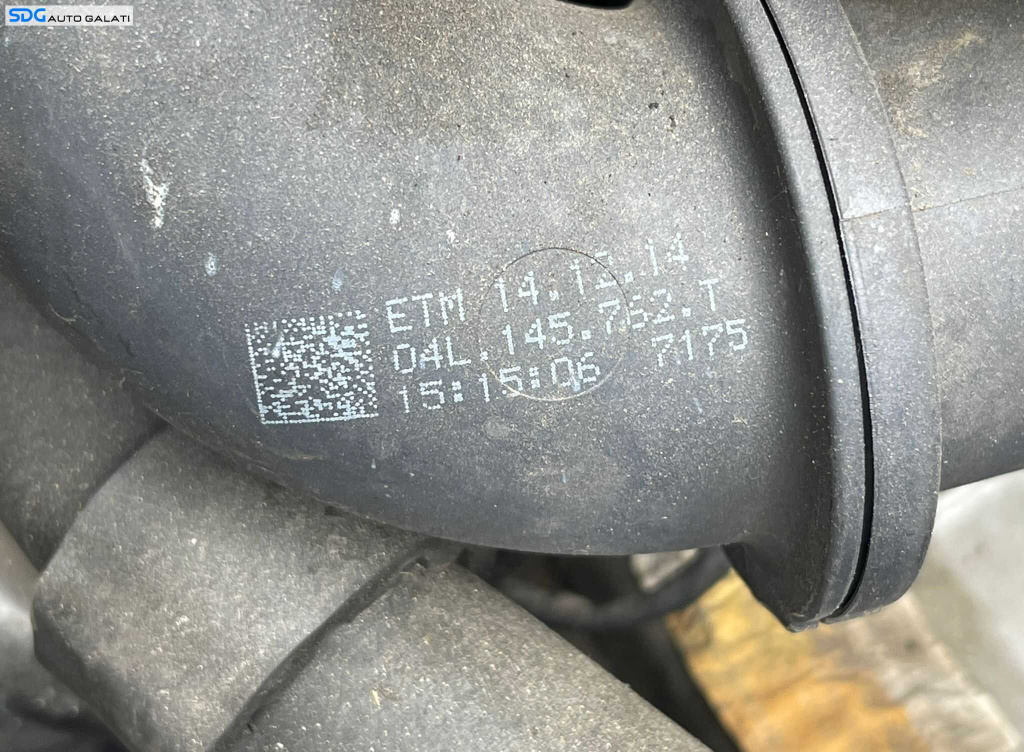 SDG AUTO GALATI
ETM 14.12.14
04L.145.762.T
15:15:06 7175